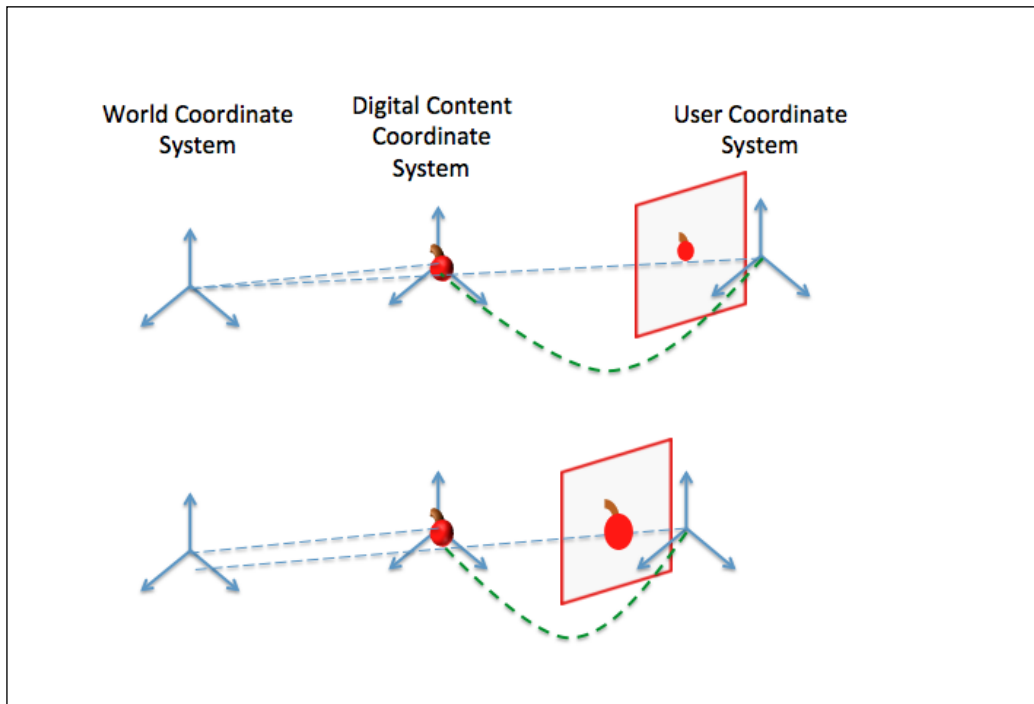 World Coordinate
System
Digital Content
Coordinate
System
User Coordinate
System